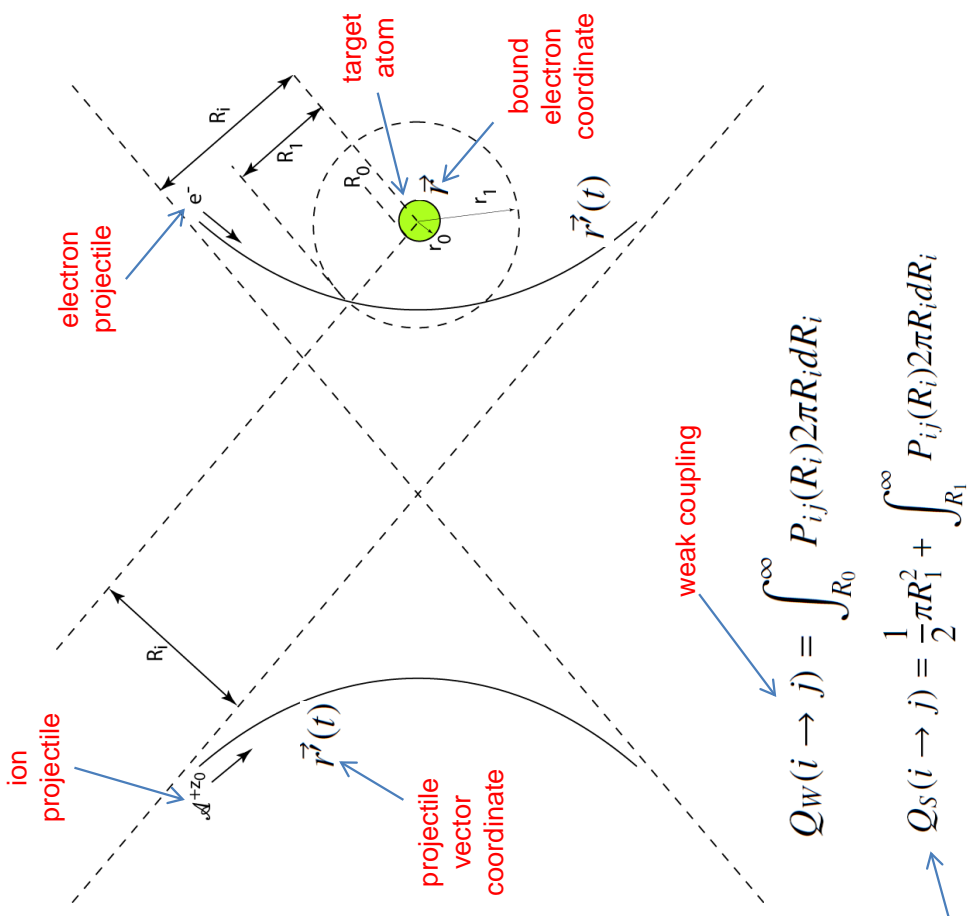 ion
projectile
electron
projectile
target
atom
bound
electron
coordinate
projectile
vector
coordinate
weak coupling
𝒜⁺ᶻ⁰
e⁻
Rᵢ
Rᵢ
R₁
R₀
r⃗
r₀
r₁
r⃗′(t)
r⃗′(t)
Q_W(i → j) = ∫_{R₀}^{∞} P_{ij}(Rᵢ)2πRᵢdRᵢ
Q_S(i → j) = ½πR₁² + ∫_{R₁}^{∞} P_{ij}(Rᵢ)2πRᵢdRᵢ